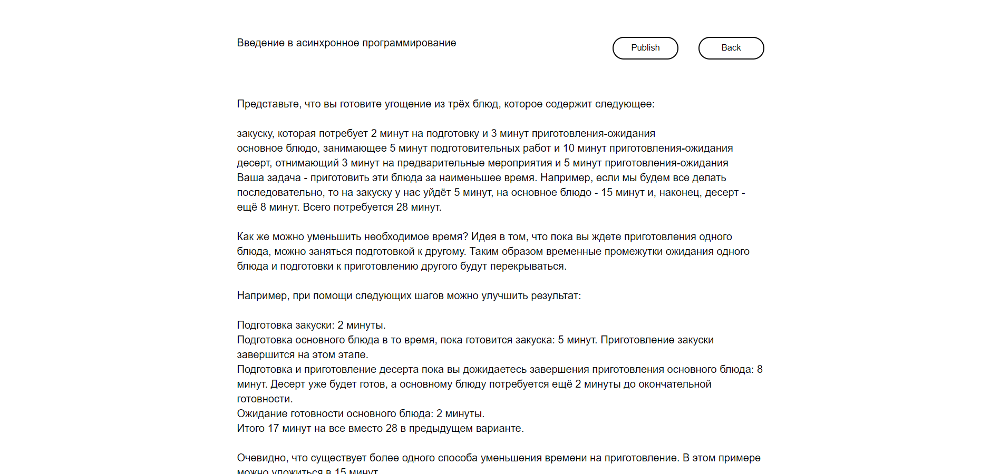 Введение в асинхронное программирование
Publish
Back
Представьте, что вы готовите угощение из трёх блюд, которое содержит следующее:
закуску, которая потребует 2 минут на подготовку и 3 минут приготовления-ожидания
основное блюдо, занимающее 5 минут подготовительных работ и 10 минут приготовления-ожидания
десерт, отнимающий 3 минут на предварительные мероприятия и 5 минут приготовления-ожидания
Ваша задача - приготовить эти блюда за наименьшее время. Например, если мы будем все делать
последовательно, то на закуску у нас уйдёт 5 минут, на основное блюдо - 15 минут и, наконец, десерт -
ещё 8 минут. Всего потребуется 28 минут.
Как же можно уменьшить необходимое время? Идея в том, что пока вы ждете приготовления одного
блюда, можно заняться подготовкой к другому. Таким образом временные промежутки ожидания одного
блюда и подготовки к приготовлению другого будут перекрываться.
Например, при помощи следующих шагов можно улучшить результат:
Подготовка закуски: 2 минуты.
Подготовка основного блюда в то время, пока готовится закуска: 5 минут. Приготовление закуски
завершится на этом этапе.
Подготовка и приготовление десерта пока вы дожидаетесь завершения приготовления основного блюда: 8
минут. Десерт уже будет готов, а основному блюду потребуется ещё 2 минуты до окончательной
готовности.
Ожидание готовности основного блюда: 2 минуты.
Итого 17 минут на все вместо 28 в предыдущем варианте.
Очевидно, что существует более одного способа уменьшения времени на приготовление. В этом примере
можно уложиться в 15 минут